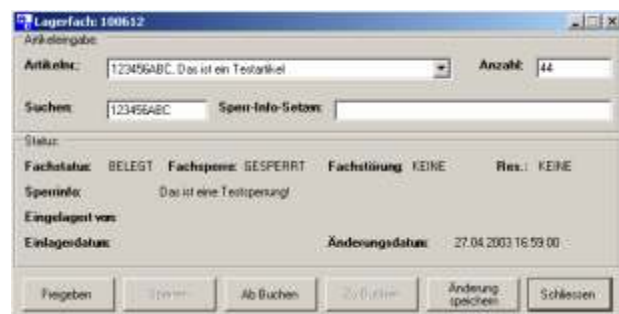 Lagerfach: 100612
Artikeleingabe
Artikelnr.: 123456ABC, Das ist ein Testartikel Anzahl: 44
Suchen: 123456ABC Sperr-Info-Setzen:
Status:
Fachstatus: BELEGT Fachsperre: GESPERRT Fachstörung: KEINE Res.: KEINE
Sperrinfo: Das ist eine Testsperrung!
Eingelagert von:
Einlagerdatum: Änderungsdatum: 27.04.2003 16:59:00
Freigeben Sperren Ab Buchen Zu Buchen Änderung speichern Schliessen